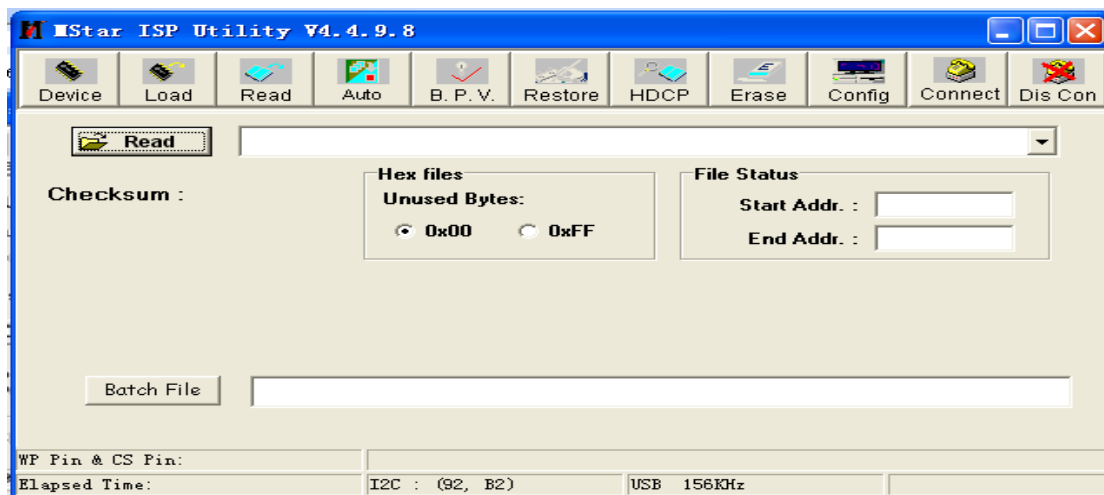 MStar ISP Utility V4.4.9.8
Device Load Read Auto B. P. V. Restore HDCP Erase Config Connect Dis Con
Read
Hex files File Status
Checksum : Unused Bytes: Start Addr. :
0x00 0xFF End Addr. :
Batch File
WP Pin & CS Pin:
Elapsed Time: I2C : (92, B2) USB 156KHz